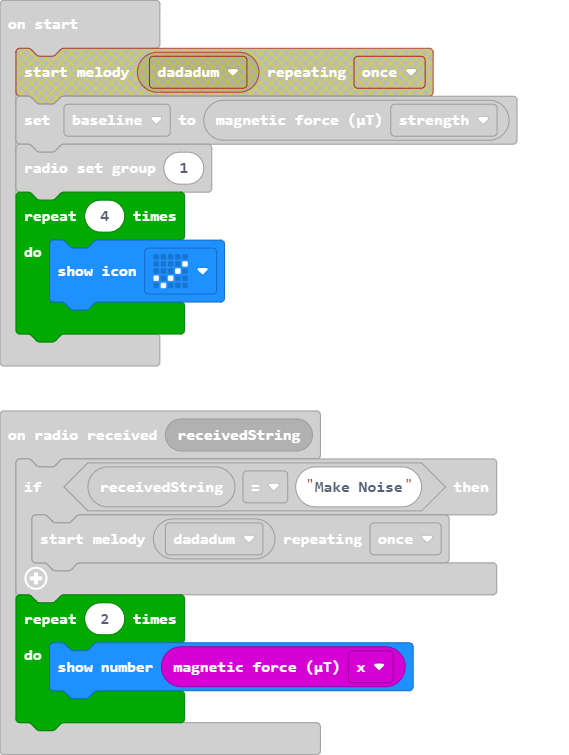 on start
start melody dadadum repeating once
set baseline to magnetic force (µT) strength
radio set group 1
repeat 4 times
do
show icon
on radio received receivedString
if receivedString = "Make Noise" then
start melody dadadum repeating once
repeat 2 times
do
show number magnetic force (µT) x